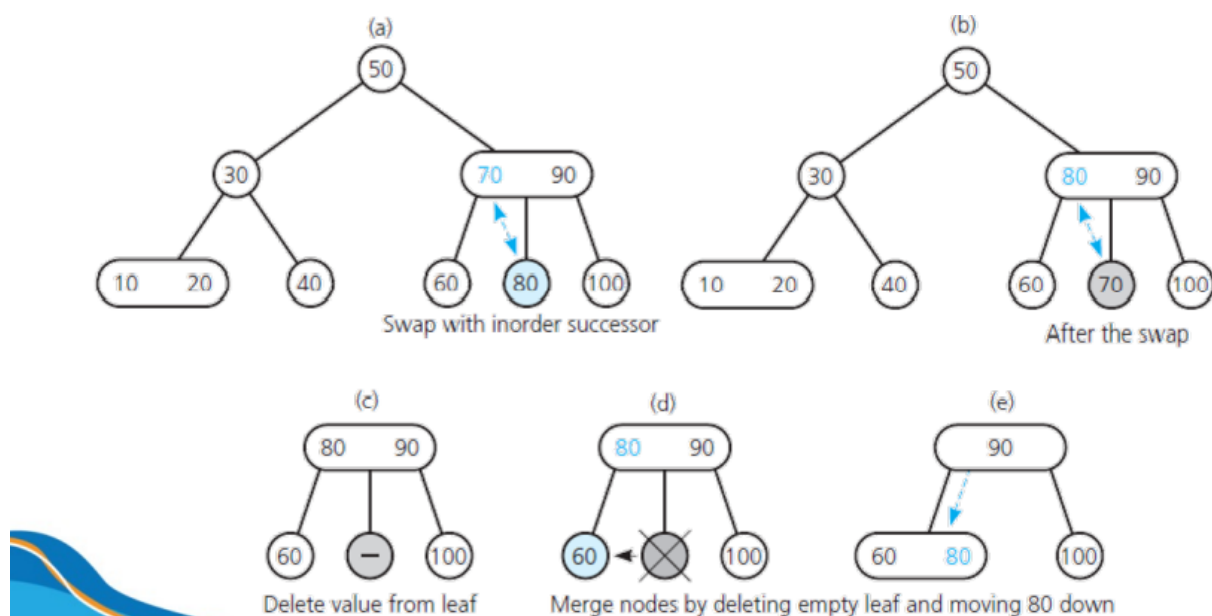 (a) (b)
50 50
30 70 90 30 80 90
10 20 40 60 80 100 10 20 40 60 70 100
Swap with inorder successor After the swap
(c) (d) (e)
80 90 80 90 90
60 – 100 60 100 60 80 100
Delete value from leaf Merge nodes by deleting empty leaf and moving 80 down